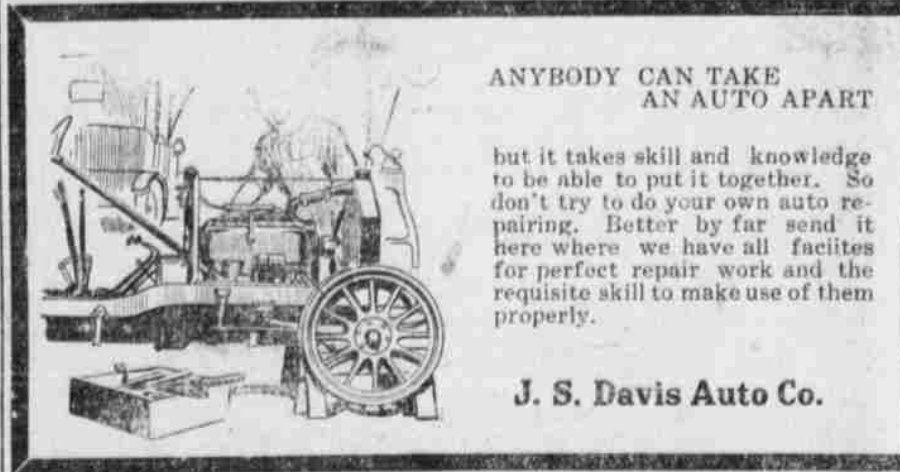 ANYBODY CAN TAKE
AN AUTO APART
but it takes skill and knowledge
to be able to put it together. So
don't try to do your own auto re-
pairing. Better by far send it
here where we have all faciites
for perfect repair work and the
requisite skill to make use of them
properly.
J. S. Davis Auto Co.